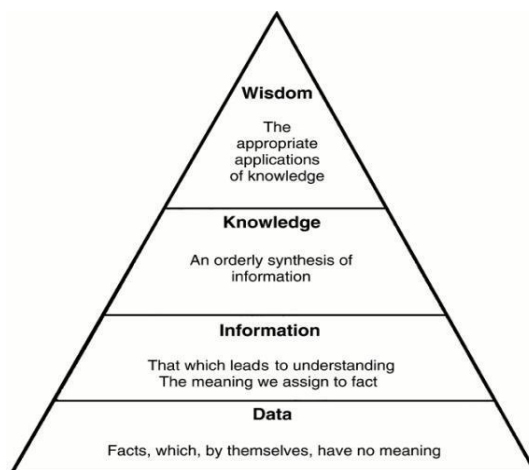 Wisdom
The
appropriate
applications
of knowledge
Knowledge
An orderly synthesis of
information
Information
That which leads to understanding
The meaning we assign to fact
Data
Facts, which, by themselves, have no meaning